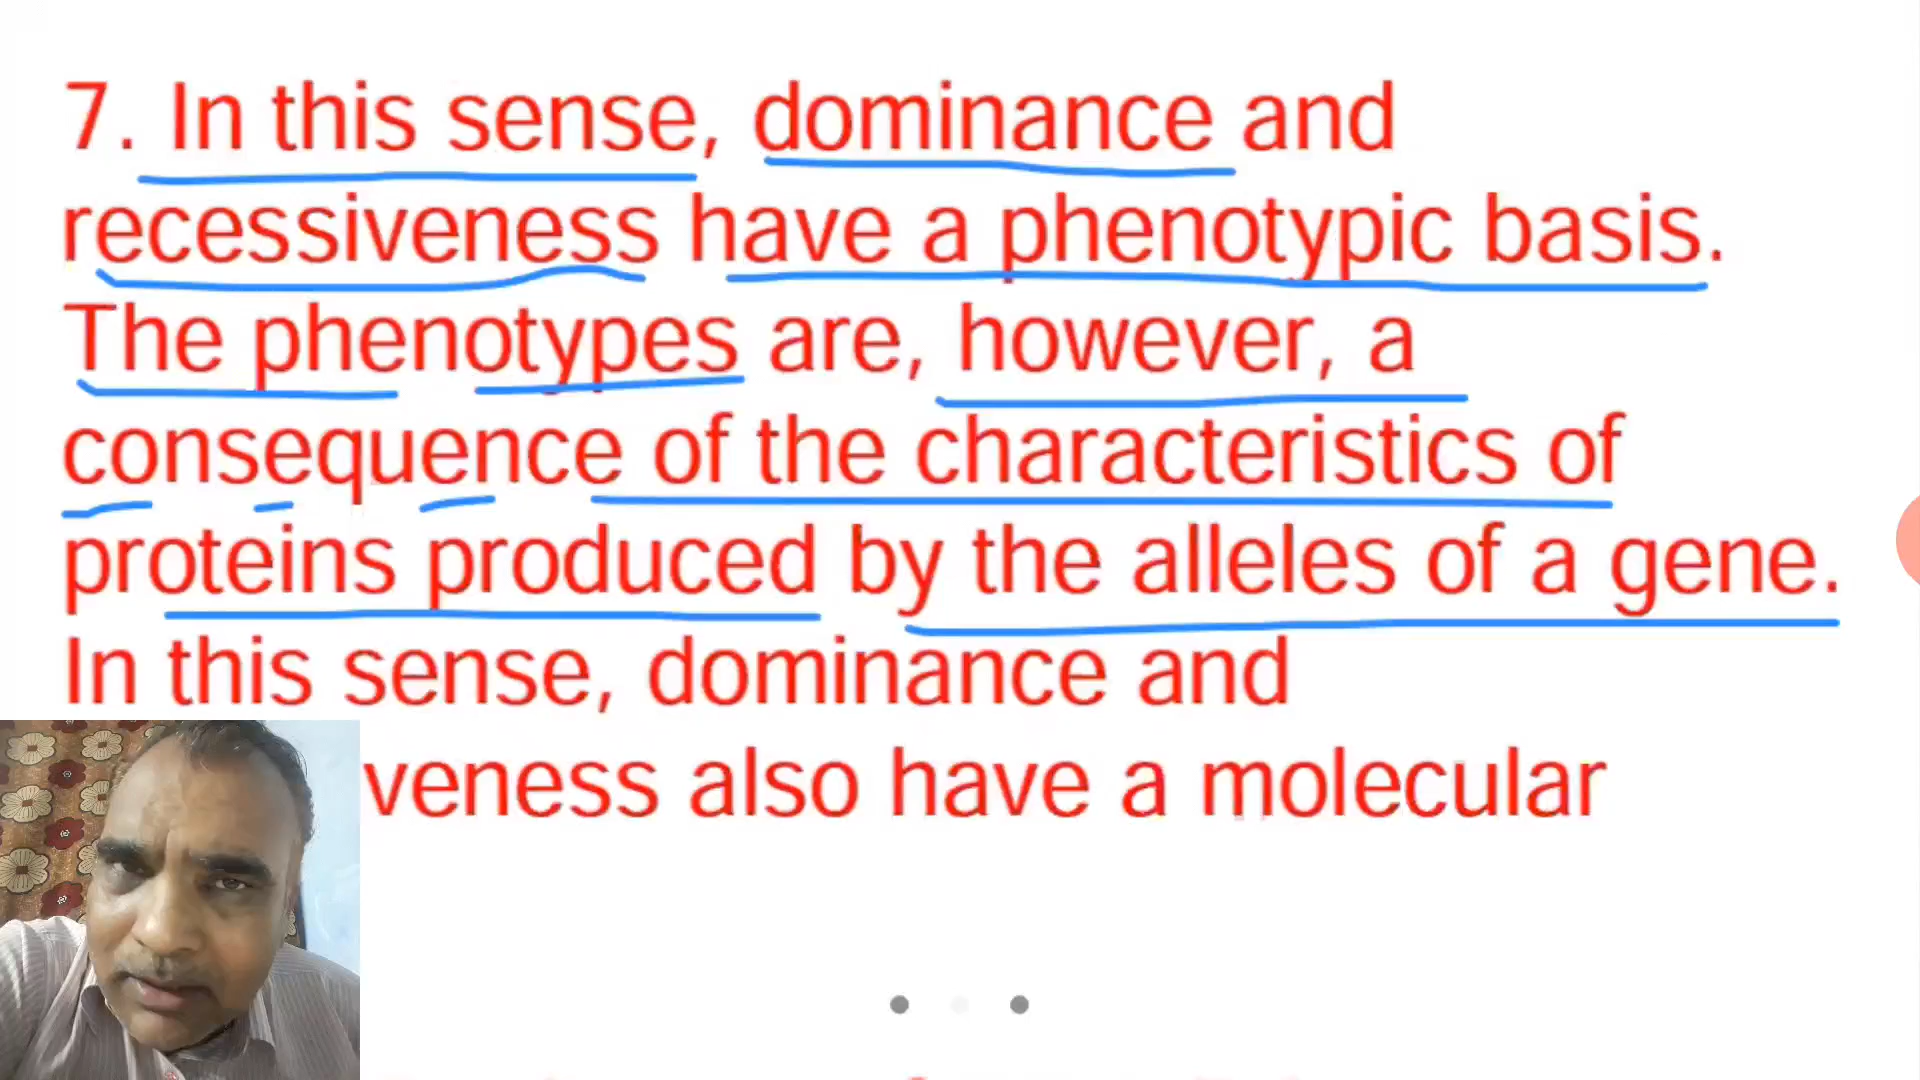 7. In this sense, dominance and
recessiveness have a phenotypic basis.
The phenotypes are, however, a
consequence of the characteristics of
proteins produced by the alleles of a gene.
In this sense, dominance and
veness also have a molecular